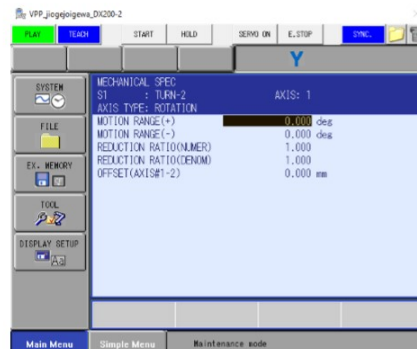 VPP_jiogejoigewa_DX200-2
PLAY TEACH START HOLD SERVO ON E.STOP SYNC.
Y
SYSTEM
FILE
EX. MEMORY
TOOL
DISPLAY SETUP
MECHANICAL SPEC
S1 : TURN-2 AXIS: 1
AXIS TYPE: ROTATION
MOTION RANGE(+) 0.000 deg
MOTION RANGE(-) 0.000 deg
REDUCTION RATIO(NUMER) 1.000
REDUCTION RATIO(DENOM) 1.000
OFFSET(AXIS#1-2) 0.000 mm
Main Menu Simple Menu Maintenance mode